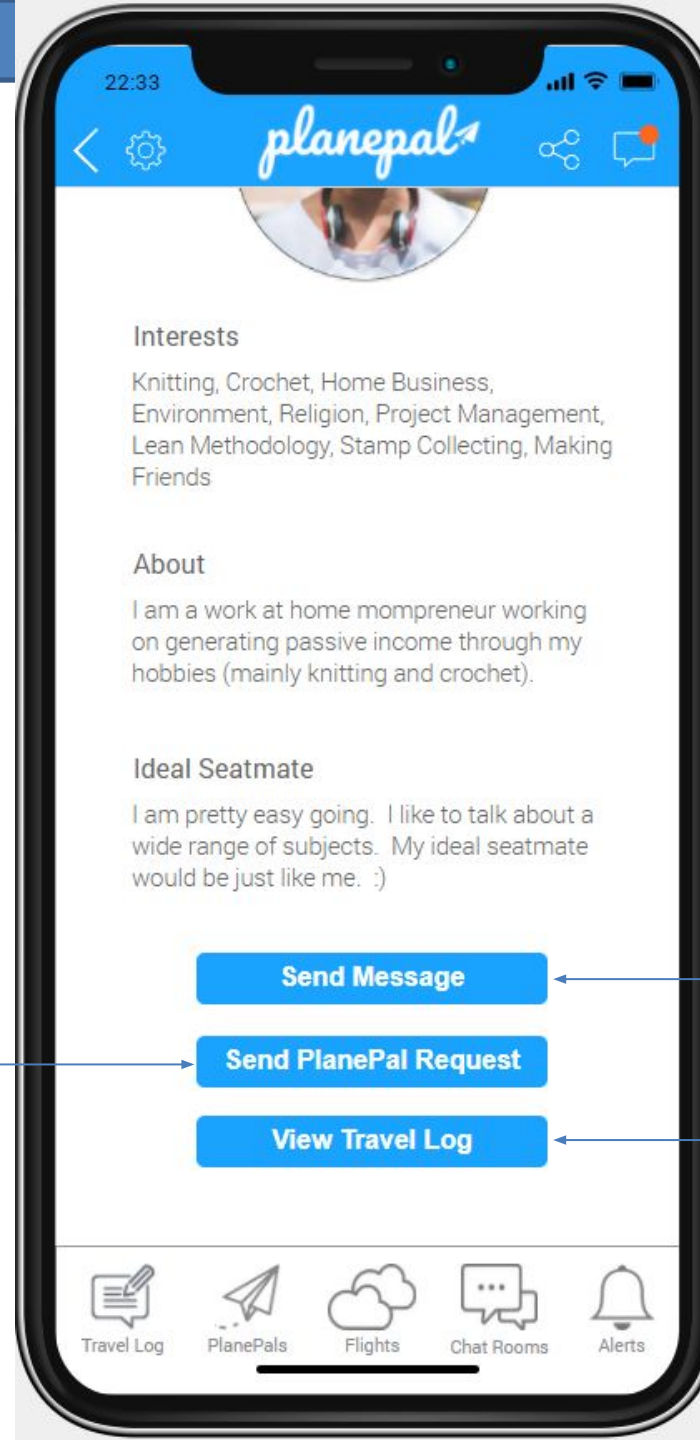 22:33
planepal
Interests
Knitting, Crochet, Home Business,
Environment, Religion, Project Management,
Lean Methodology, Stamp Collecting, Making
Friends
About
I am a work at home mompreneur working
on generating passive income through my
hobbies (mainly knitting and crochet).
Ideal Seatmate
I am pretty easy going.  I like to talk about a
wide range of subjects.  My ideal seatmate
would be just like me.  :)
Send Message
Send PlanePal Request
View Travel Log
Travel Log PlanePals Flights Chat Rooms Alerts